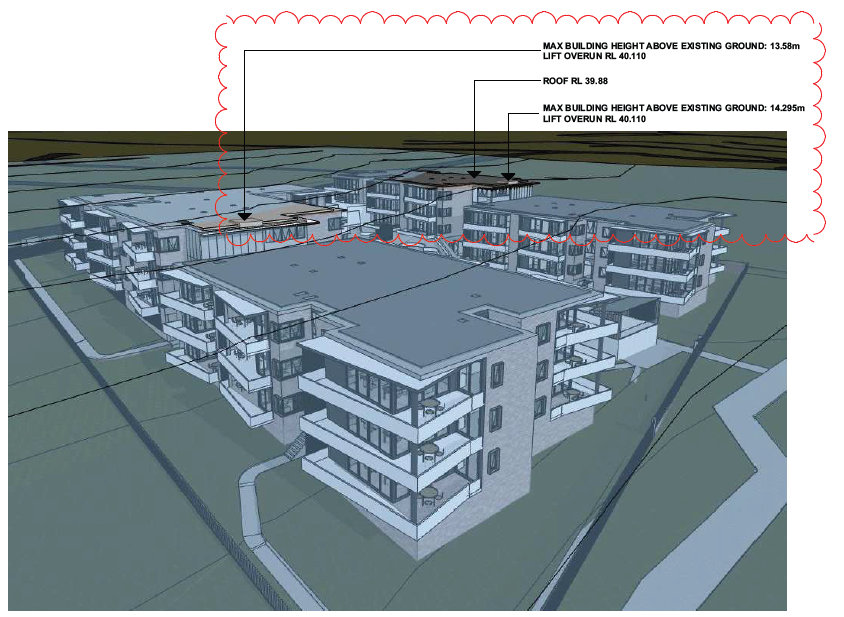 MAX BUILDING HEIGHT ABOVE EXISTING GROUND: 13.58m
LIFT OVERUN RL 40.110
ROOF RL 39.88
MAX BUILDING HEIGHT ABOVE EXISTING GROUND: 14.295m
LIFT OVERUN RL 40.110